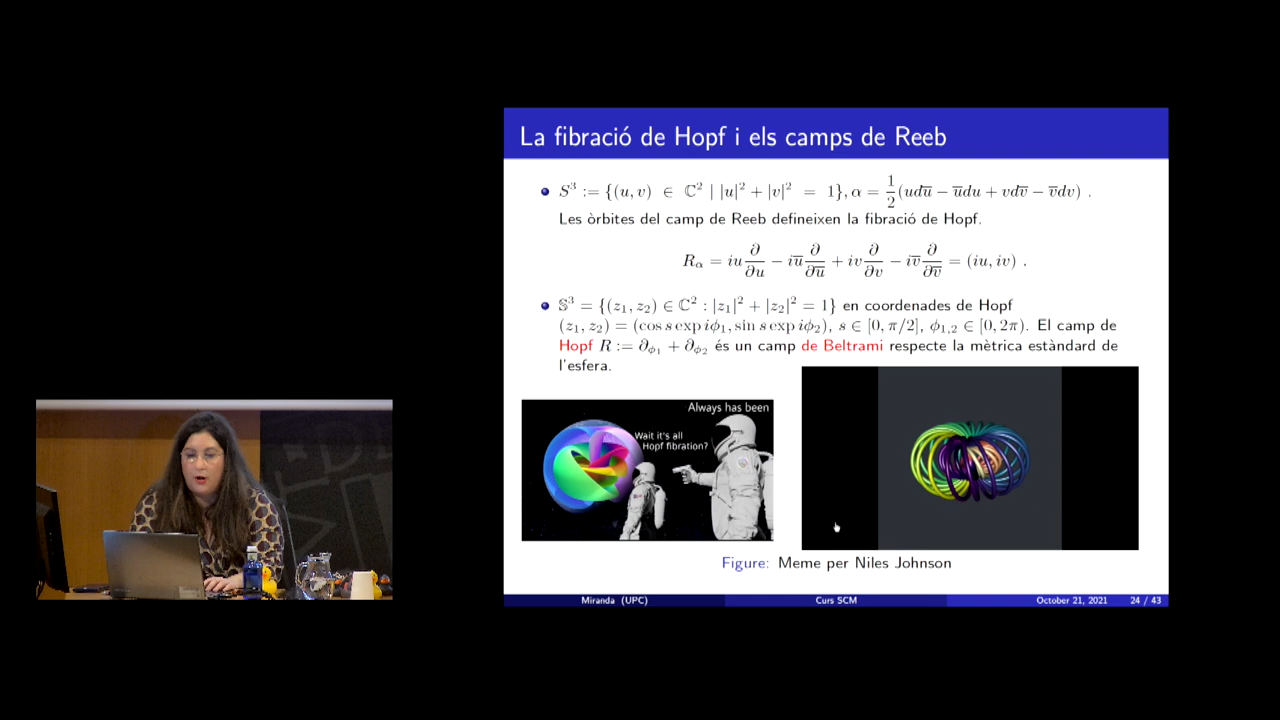 La fibració de Hopf i els camps de Reeb
S³ := {(u, v) ∈ ℂ² | |u|² + |v|² = 1}, α = 1/2(udū − ūdu + vdv̄ − v̄dv) .
Les òrbites del camp de Reeb defineixen la fibració de Hopf.
R_α = iu ∂/∂u − iū ∂/∂ū + iv ∂/∂v − iv̄ ∂/∂v̄ = (iu, iv) .
𝕊³ = {(z₁, z₂) ∈ ℂ² : |z₁|² + |z₂|² = 1} en coordenades de Hopf
(z₁, z₂) = (cos s exp iϕ₁, sin s exp iϕ₂), s ∈ [0, π/2], ϕ₁,₂ ∈ [0, 2π). El camp de
Hopf R := ∂_ϕ₁ + ∂_ϕ₂ és un camp de Beltrami respecte la mètrica estàndard de
l'esfera.
Always has been
Wait it's all
Hopf fibration?
Figure: Meme per Niles Johnson
Miranda (UPC) Curs SCM October 21, 2021 24 / 43